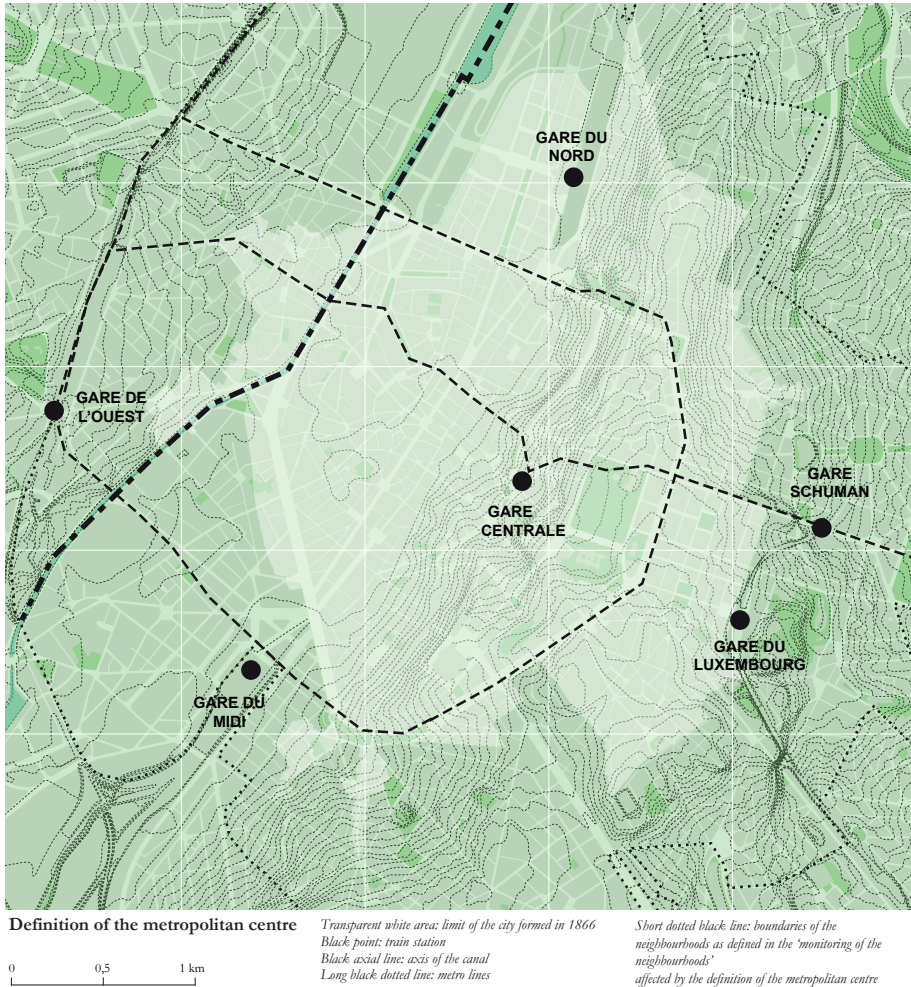 GARE DU
NORD
GARE DE
L'OUEST
GARE
SCHUMAN
GARE
CENTRALE
GARE DU
LUXEMBOURG
GARE DU
MIDI
Definition of the metropolitan centre
0 0,5 1 km
Transparent white area: limit of the city formed in 1866
Black point: train station
Black axial line: axis of the canal
Long black dotted line: metro lines
Short dotted black line: boundaries of the
neighbourhoods as defined in the 'monitoring of the
neighbourhoods'
affected by the definition of the metropolitan centre